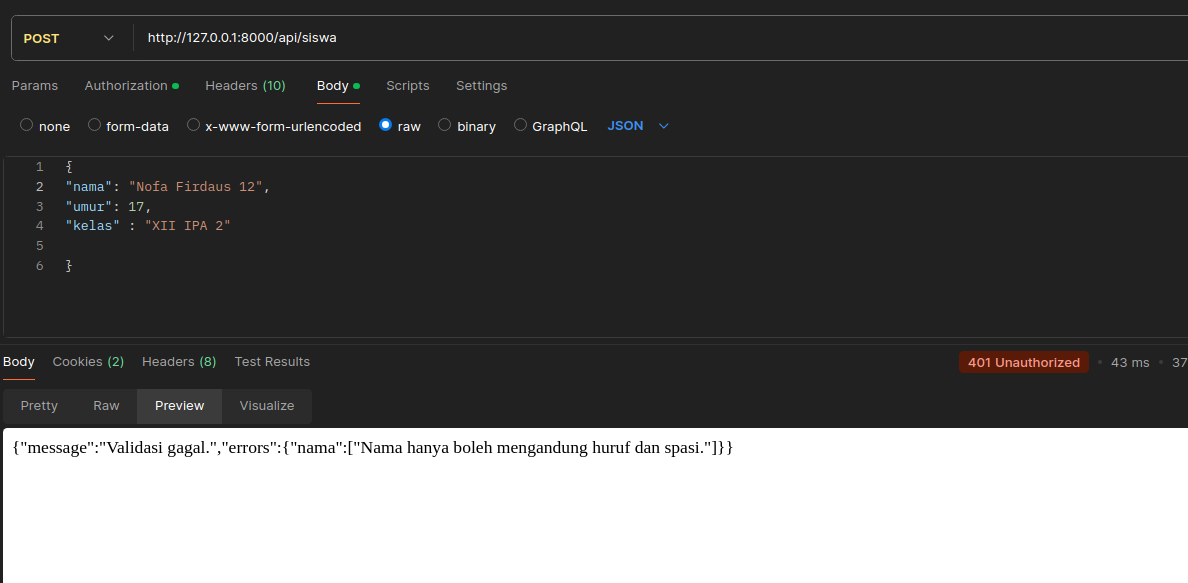 POST http://127.0.0.1:8000/api/siswa
Params Authorization Headers (10) Body Scripts Settings
none form-data x-www-form-urlencoded raw binary GraphQL JSON
1 {
2 "nama": "Nofa Firdaus 12",
3 "umur": 17,
4 "kelas" : "XII IPA 2"
5
6 }
Body Cookies (2) Headers (8) Test Results 401 Unauthorized • 43 ms • 37
Pretty Raw Preview Visualize
{"message":"Validasi gagal.","errors":{"nama":["Nama hanya boleh mengandung huruf dan spasi."]}}